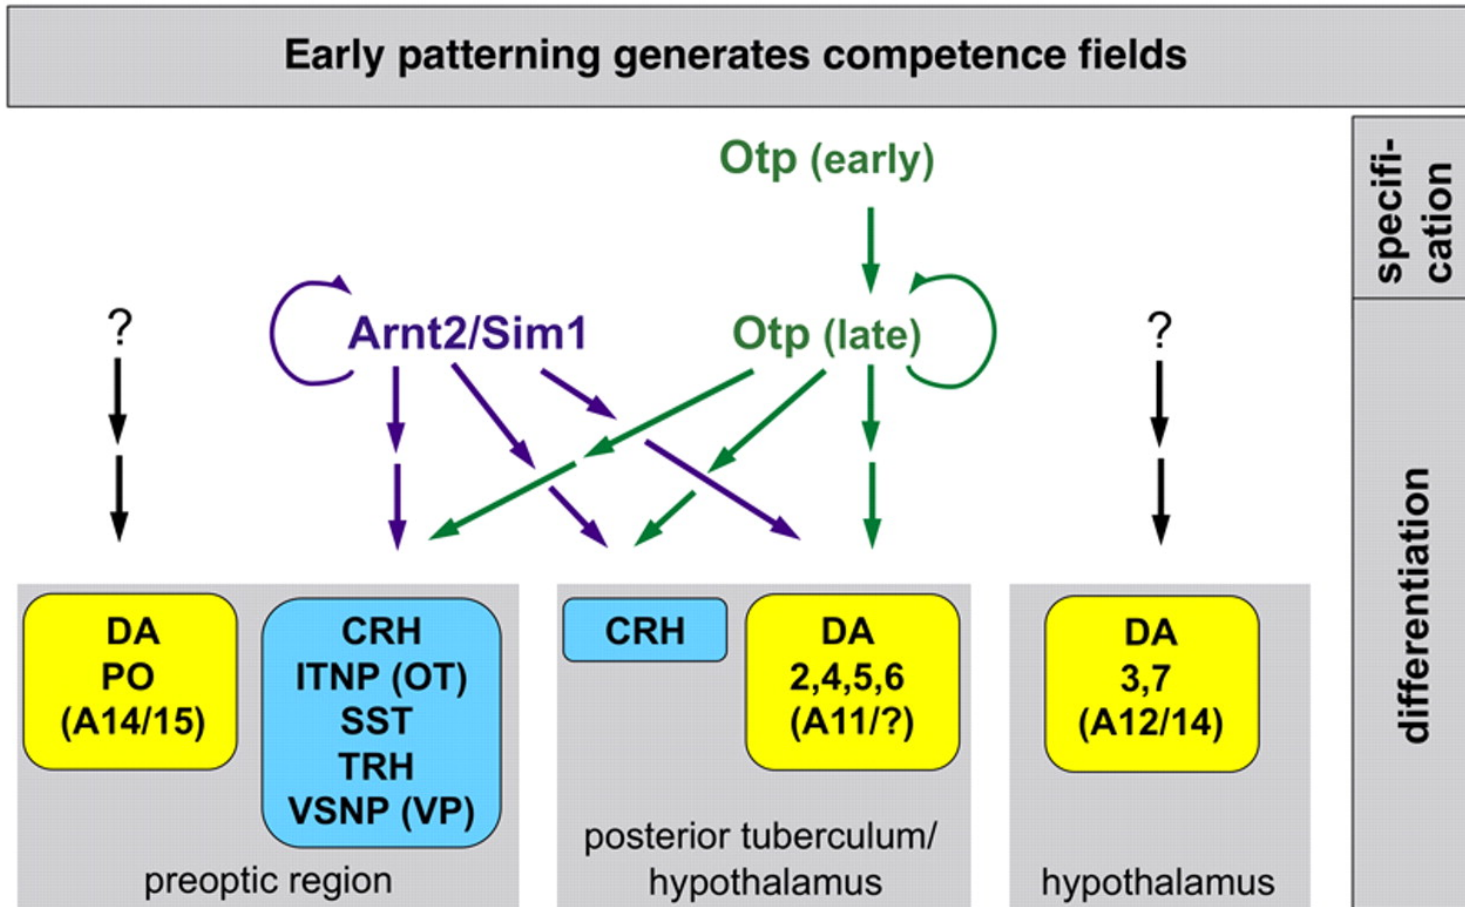 Early patterning generates competence fields
Otp (early)
specifi-
cation
?
Arnt2/Sim1
Otp (late)
?
differentiation
DA
PO
(A14/15)
CRH
ITNP (OT)
SST
TRH
VSNP (VP)
preoptic region
CRH
DA
2,4,5,6
(A11/?)
posterior tuberculum/
hypothalamus
DA
3,7
(A12/14)
hypothalamus